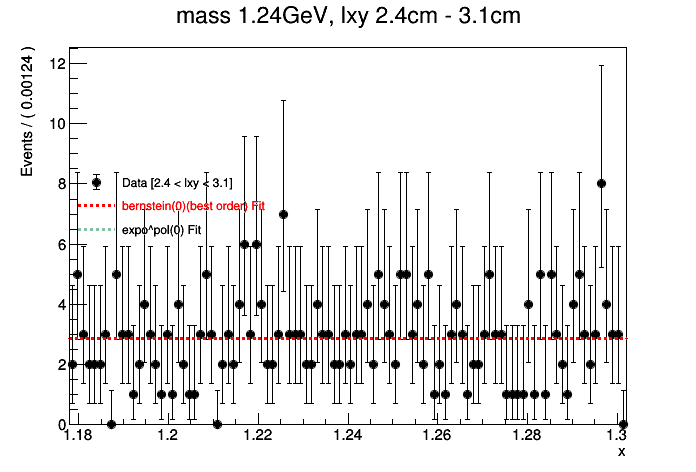 mass 1.24GeV, lxy 2.4cm - 3.1cm
Events / ( 0.00124 )
12
10
8
6
4
2
0
Data [2.4 < lxy < 3.1]
bernstein(0)(best order) Fit
expo^pol(0) Fit
1.18 1.2 1.22 1.24 1.26 1.28 1.3
x